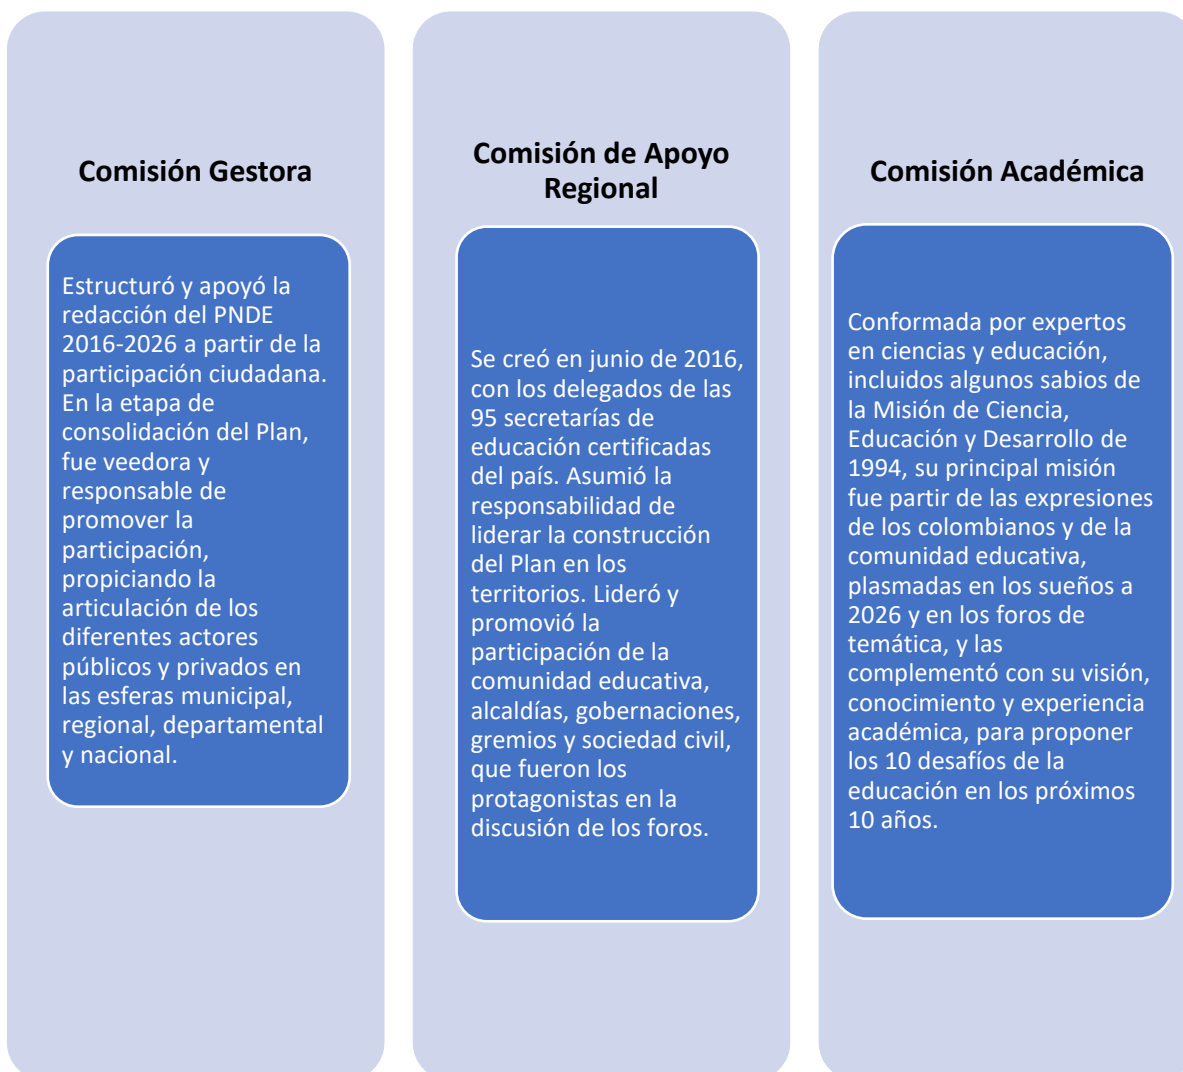 Comisión Gestora
Estructuró y apoyó la
redacción del PNDE
2016-2026 a partir de la
participación ciudadana.
En la etapa de
consolidación del Plan,
fue veedora y
responsable de
promover la
participación,
propiciando la
articulación de los
diferentes actores
públicos y privados en
las esferas municipal,
regional, departamental
y nacional.
Comisión de Apoyo
Regional
Se creó en junio de 2016,
con los delegados de las
95 secretarías de
educación certificadas
del país. Asumió la
responsabilidad de
liderar la construcción
del Plan en los
territorios. Lideró y
promovió la
participación de la
comunidad educativa,
alcaldías, gobernaciones,
gremios y sociedad civil,
que fueron los
protagonistas en la
discusión de los foros.
Comisión Académica
Conformada por expertos
en ciencias y educación,
incluidos algunos sabios de
la Misión de Ciencia,
Educación y Desarrollo de
1994, su principal misión
fue partir de las expresiones
de los colombianos y de la
comunidad educativa,
plasmadas en los sueños a
2026 y en los foros de
temática, y las
complementó con su visión,
conocimiento y experiencia
académica, para proponer
los 10 desafíos de la
educación en los próximos
10 años.